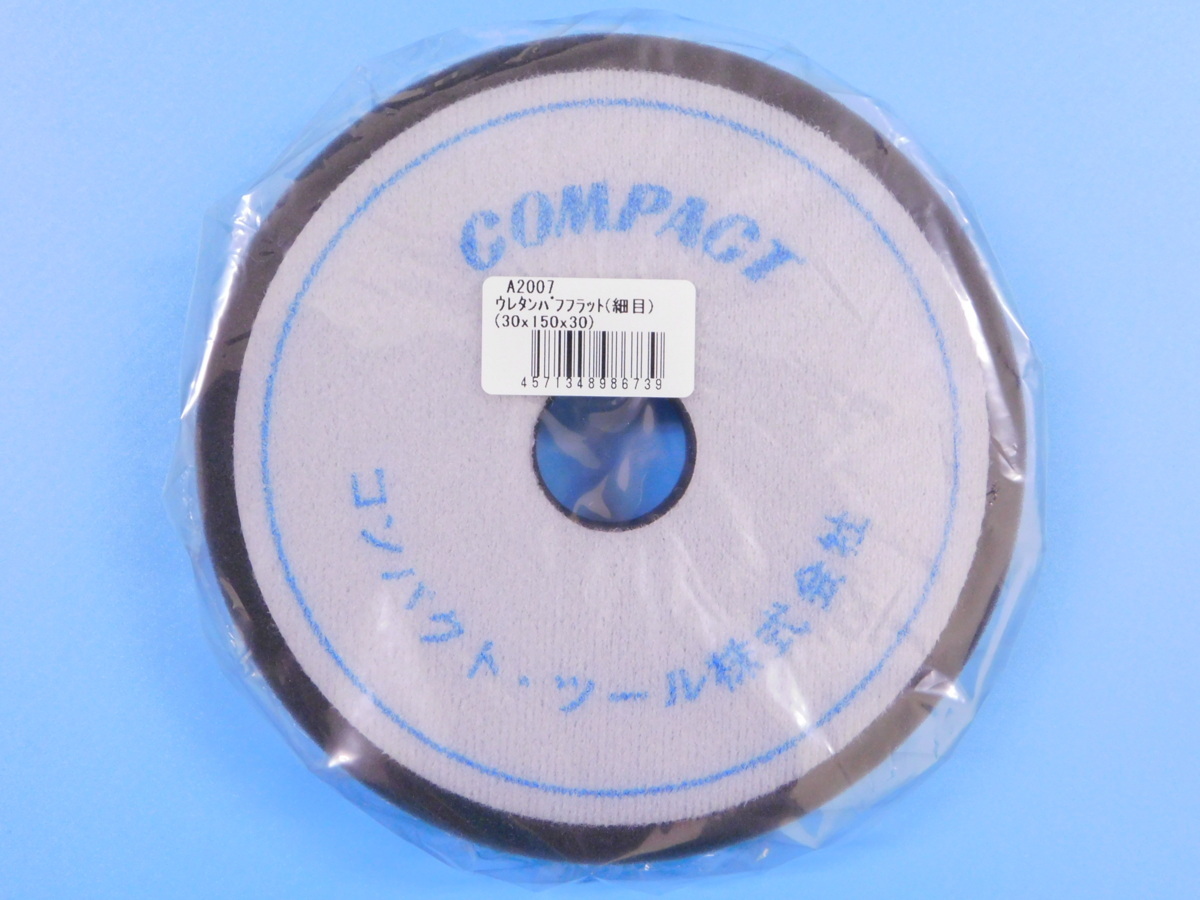 COMPACT
A2007
ｳﾚﾀﾝﾊﾞﾌﾌﾗｯﾄ(細目)
(30x150x30)
4571348986739
コンパクト・ツール株式会社